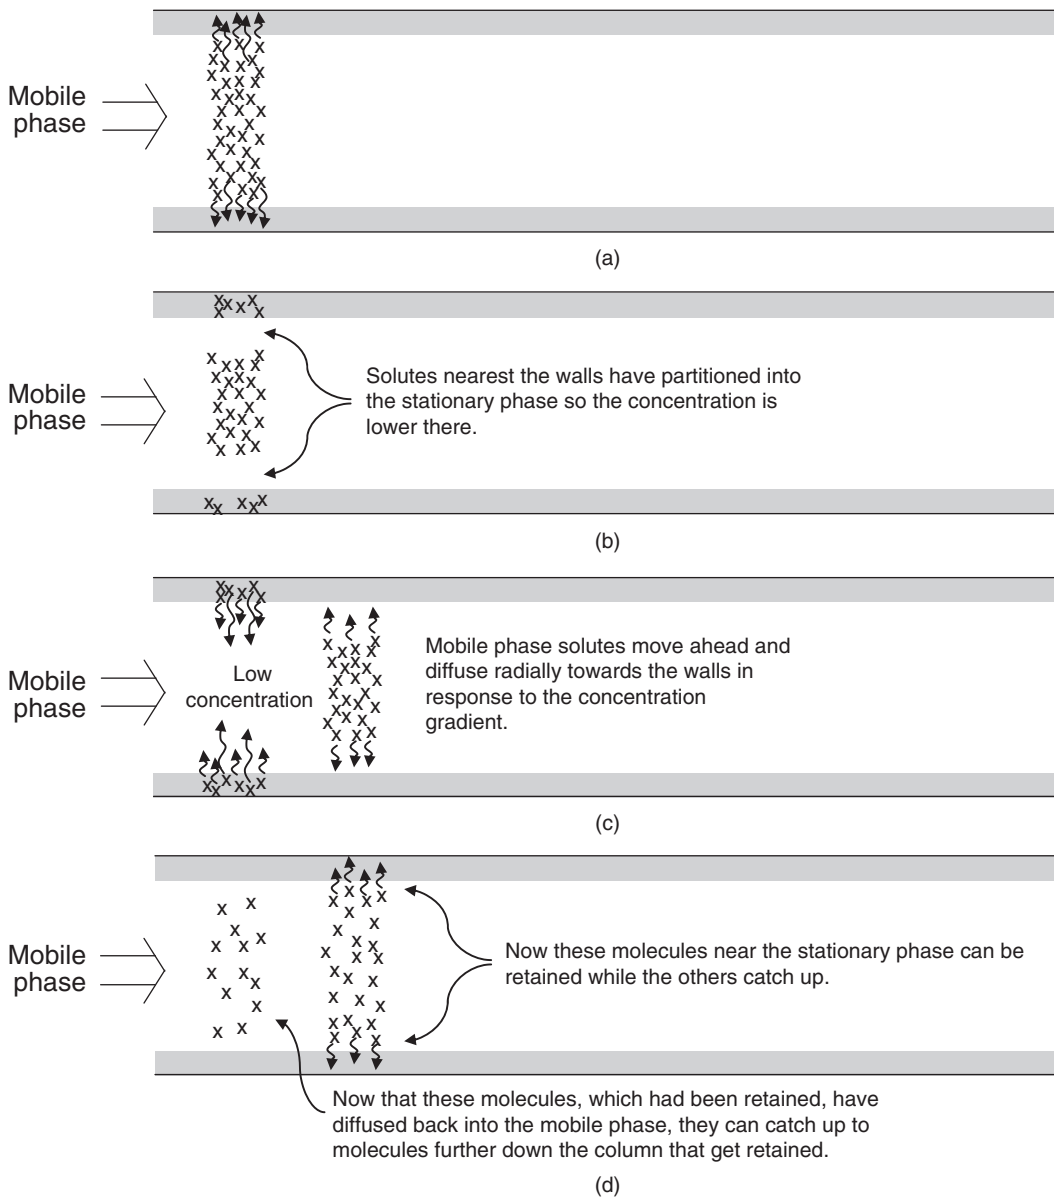 Mobile
phase
(a)
Mobile
phase
Solutes nearest the walls have partitioned into
the stationary phase so the concentration is
lower there.
(b)
Mobile
phase
Low
concentration
Mobile phase solutes move ahead and
diffuse radially towards the walls in
response to the concentration
gradient.
(c)
Mobile
phase
Now these molecules near the stationary phase can be
retained while the others catch up.
Now that these molecules, which had been retained, have
diffused back into the mobile phase, they can catch up to
molecules further down the column that get retained.
(d)